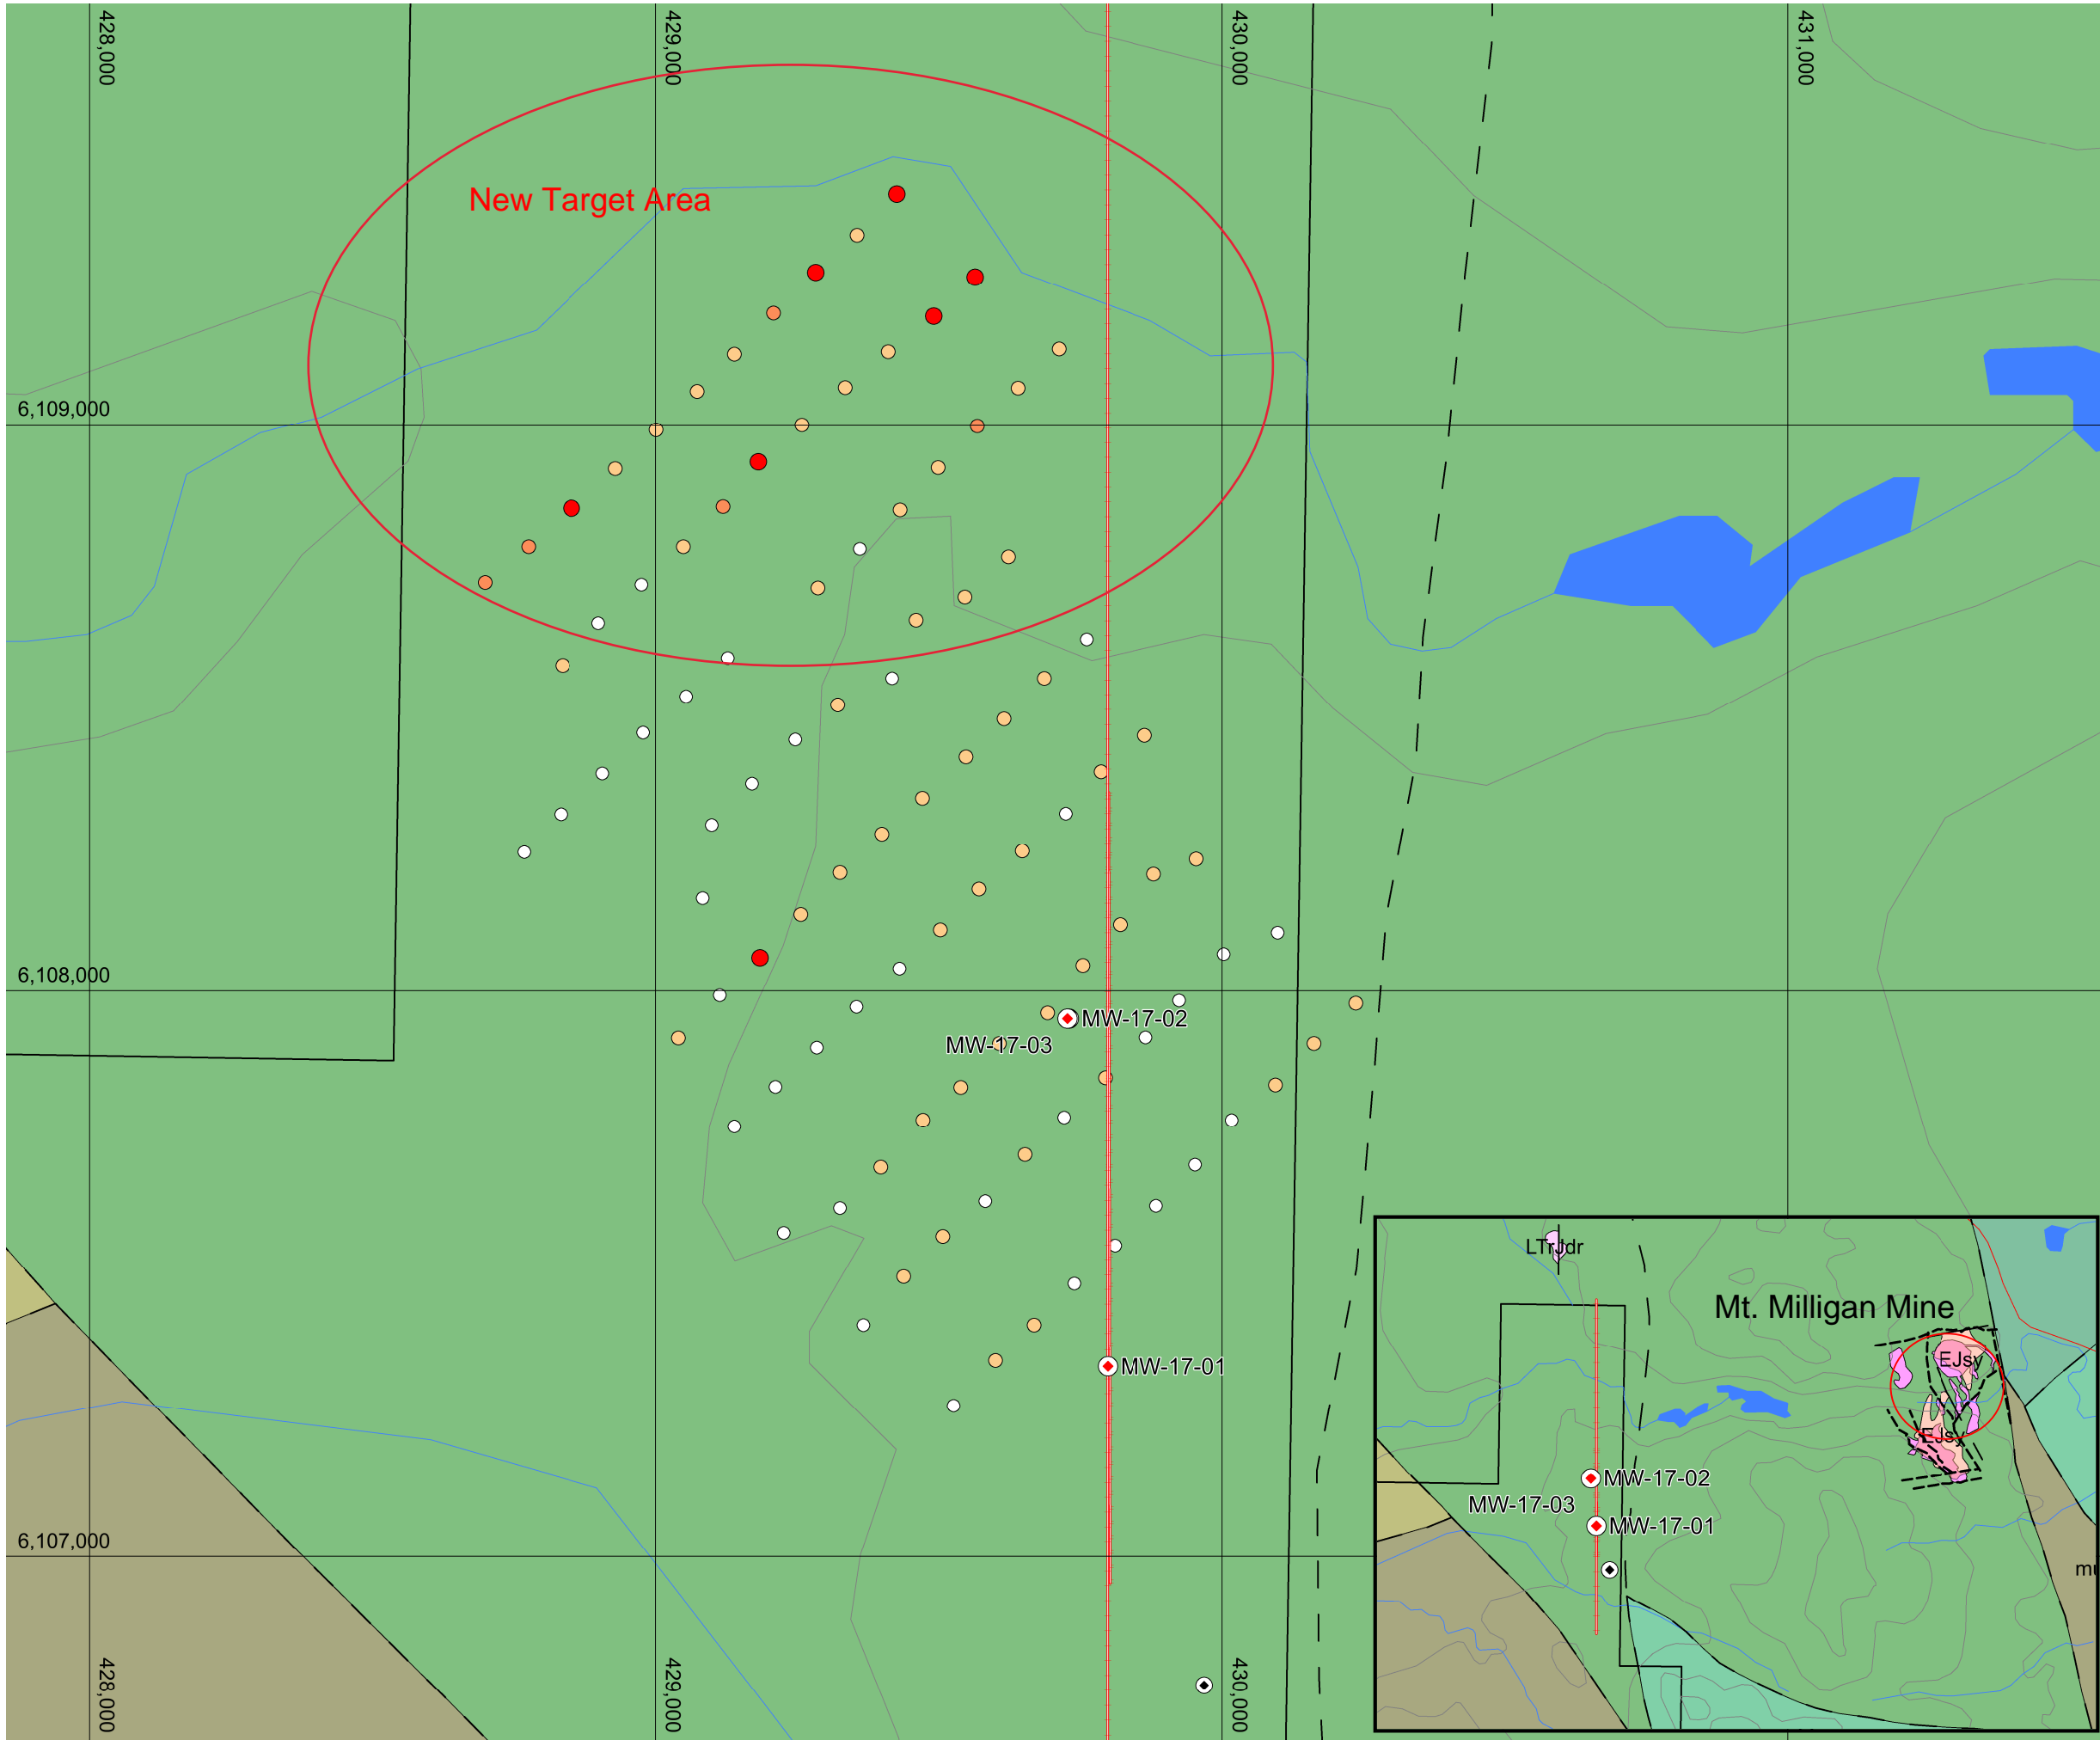 428,000
429,000
430,000
431,000
New Target Area
6,109,000
6,108,000
MW-17-02
MW-17-03
MW-17-01
6,107,000
428,000
429,000
430,000
LTrJdr
Mt. Milligan Mine
EJsy
EJsy
MW-17-02
MW-17-03
MW-17-01